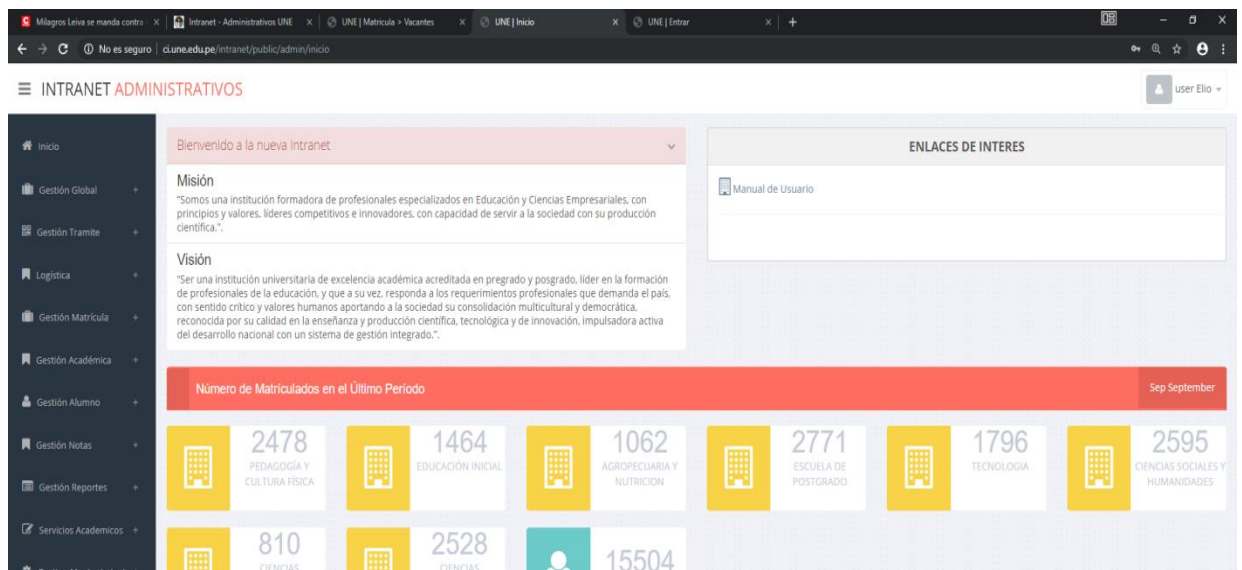 Milagros Leiva se manda contra
Intranet - Administrativos UNE
UNE | Matricula > Vacantes
UNE | Inicio
UNE | Entrar
No es seguro | ci.une.edu.pe/intranet/public/admin/inicio
INTRANET ADMINISTRATIVOS
user Elio
Inicio
Gestión Global +
Gestión Tramite +
Logística +
Gestión Matrícula +
Gestión Académica +
Gestión Alumno +
Gestión Notas +
Gestión Reportes +
Servicios Academicos +
Bienvenido a la nueva intranet
Misión
"Somos una institución formadora de profesionales especializados en Educación y Ciencias Empresariales, con
principios y valores, líderes competitivos e innovadores, con capacidad de servir a la sociedad con su producción
científica.".
Visión
"Ser una institución universitaria de excelencia académica acreditada en pregrado y posgrado, líder en la formación
de profesionales de la educación, y que a su vez, responda a los requerimientos profesionales que demanda el país,
con sentido crítico y valores humanos aportando a la sociedad su consolidación multicultural y democrática,
reconocida por su calidad en la enseñanza y producción científica, tecnológica y de innovación, impulsadora activa
del desarrollo nacional con un sistema de gestión integrado.".
ENLACES DE INTERES
Manual de Usuario
Número de Matriculados en el Último Período
Sep September
2478
PEDAGOGÍA Y
CULTURA FÍSICA
1464
EDUCACIÓN INICIAL
1062
AGROPECUARIA Y
NUTRICION
2771
ESCUELA DE
POSTGRADO
1796
TECNOLOGIA
2595
CIENCIAS SOCIALES Y
HUMANIDADES
810
CIENCIAS
2528
CIENCIAS
15504